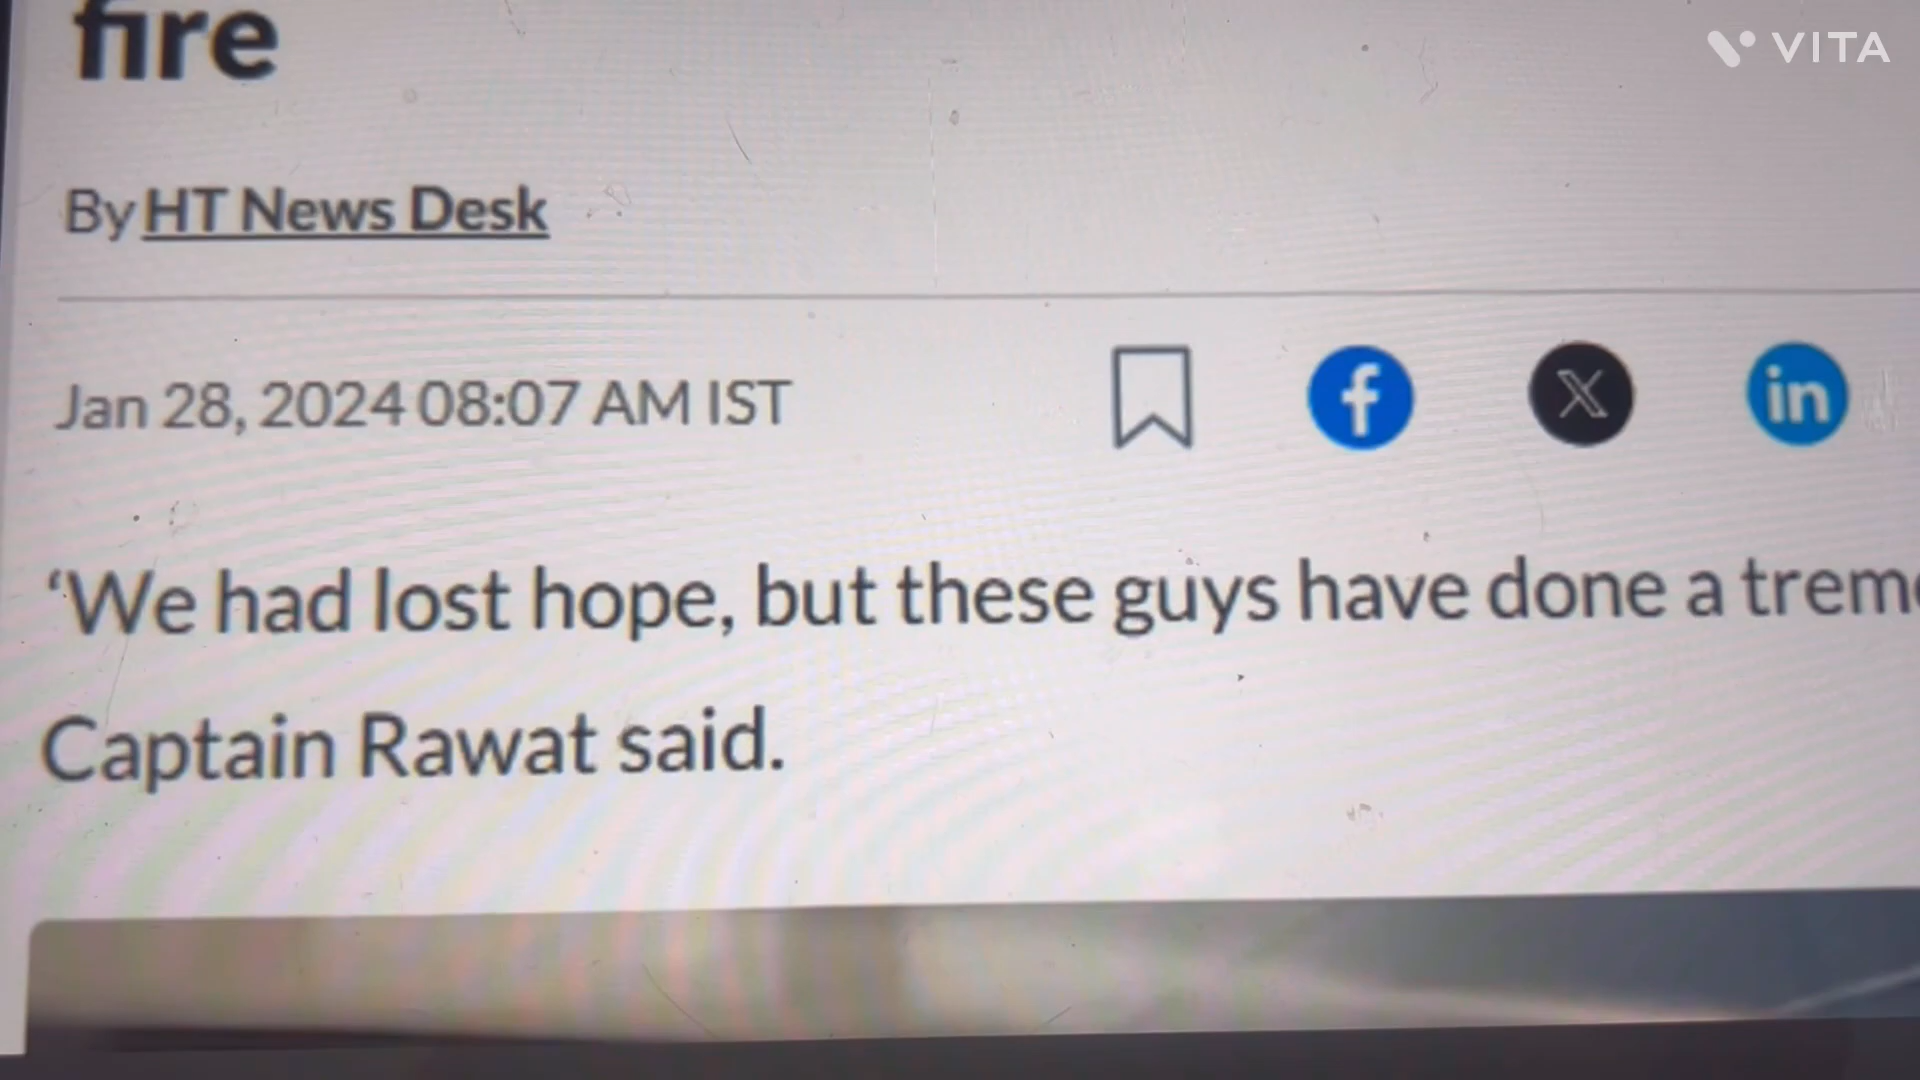 fire
VITA
By HT News Desk
Jan 28, 2024 08:07 AM IST
f
X
in
‘We had lost hope, but these guys have done a
Captain Rawat said.